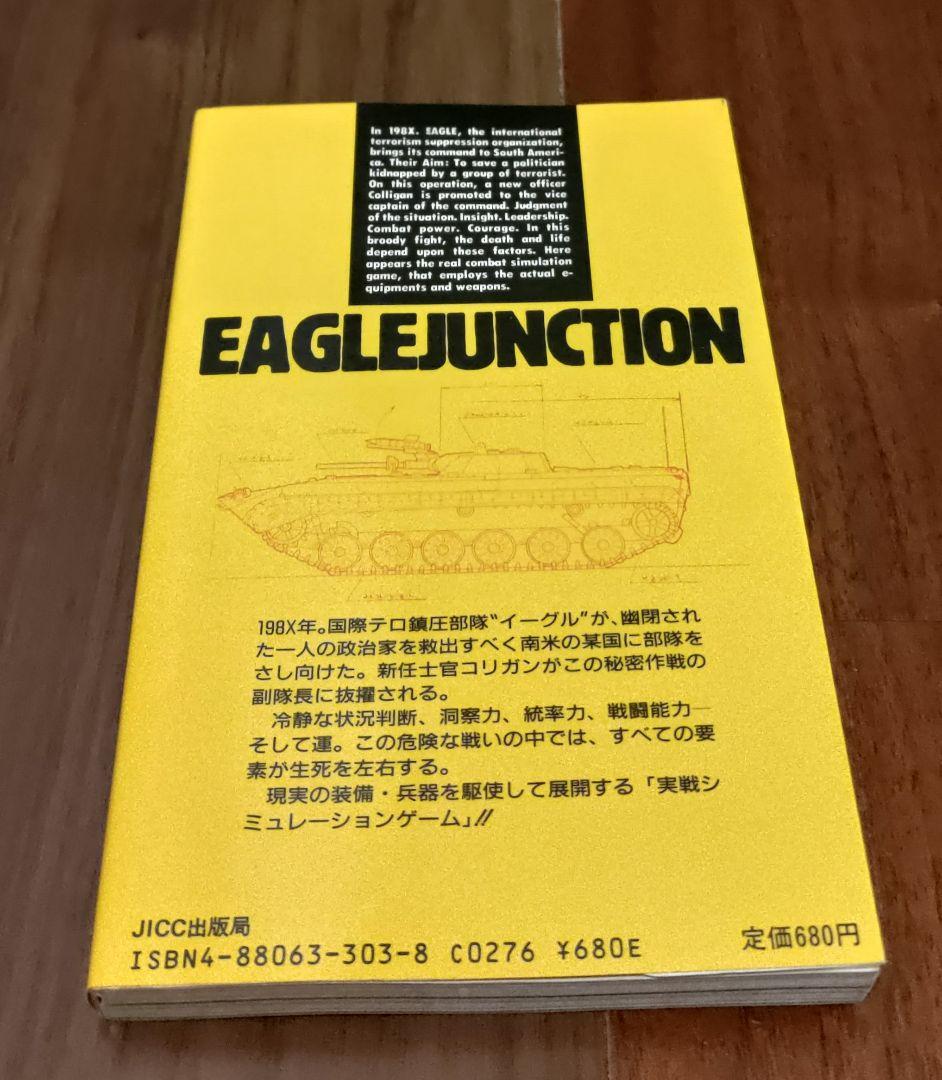 In 198X. EAGLE, the international
terrorism suppression organization,
brings its command to South Ameri-
ca. Their Aim: To save a politician
kidnapped by a group of terrorist.
On this operation, a new officer
Colligan is promoted to the vice
captain of the command. Judgment
of the situation. Insight. Leadership.
Combat power. Courage. In this
broody fight, the death and life
depend upon these factors. Here
appears the real combat simulation
game, that employs the actual e-
quipments and weapons.
EAGLEJUNCTION
198X年。国際テロ鎮圧部隊"イーグル"が、幽閉され
た一人の政治家を救出すべく南米の某国に部隊を
さし向けた。新任士官コリガンがこの秘密作戦の
副隊長に抜擢される。
冷静な状況判断、洞察力、統率力、戦闘能力―
そして運。この危険な戦いの中では、すべての要
素が生死を左右する。
現実の装備・兵器を駆使して展開する「実戦シ
ミュレーションゲーム」!!
JICC出版局
ISBN4-88063-303-8 C0276 ¥680E
定価680円